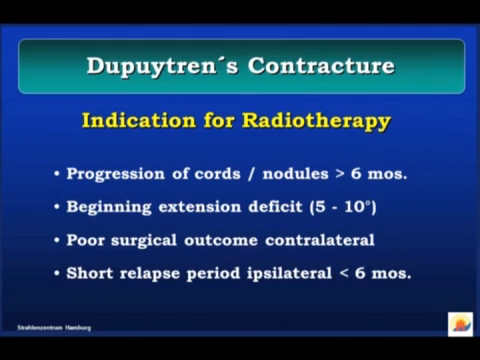 Dupuytren´s Contracture
Indication for Radiotherapy
• Progression of cords / nodules > 6 mos.
• Beginning extension deficit (5 - 10°)
• Poor surgical outcome contralateral
• Short relapse period ipsilateral < 6 mos.
Strahlenzentrum Hamburg